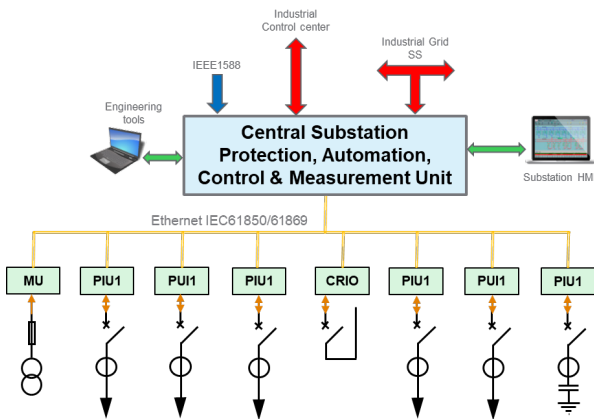 Industrial
Control center
Industrial Grid
SS
IEEE1588
Engineering
tools
Central Substation
Protection, Automation,
Control & Measurement Unit
Substation HMI
Ethernet IEC61850/61869
MU
PIU1
PUI1
PIU1
CRIO
PIU1
PUI1
PIU1